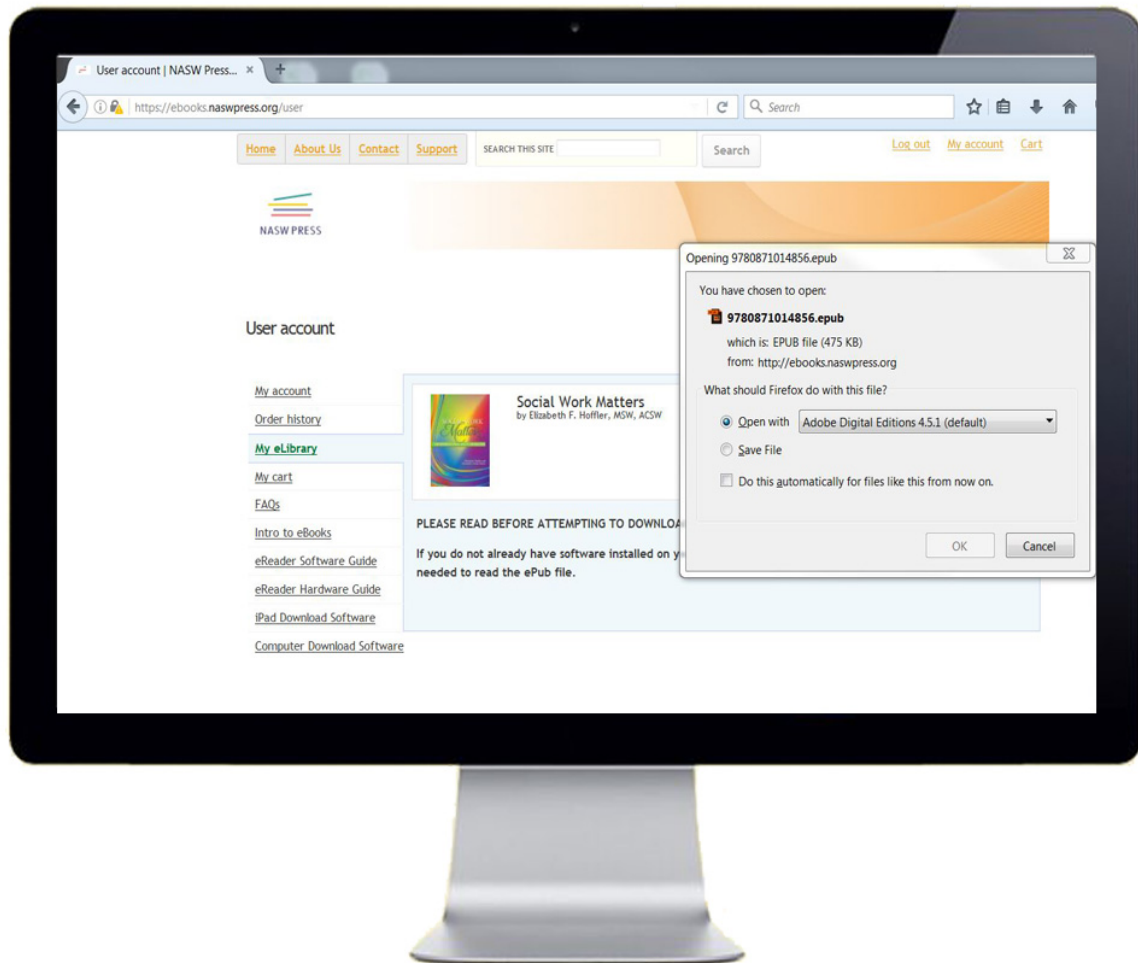 User account | NASW Press... × +
https://ebooks.naswpress.org/user
Search
Home About Us Contact Support SEARCH THIS SITE Search Log out My account Cart
NASW PRESS
User account
My account
Order history
My eLibrary
My cart
FAQs
Intro to eBooks
eReader Software Guide
eReader Hardware Guide
iPad Download Software
Computer Download Software
Matters
Social Work Matters
by Elizabeth F. Hoffler, MSW, ACSW
PLEASE READ BEFORE ATTEMPTING TO DOWNLOA
If you do not already have software installed on y
needed to read the ePub file.
Opening 9780871014856.epub
You have chosen to open:
9780871014856.epub
which is: EPUB file (475 KB)
from: http://ebooks.naswpress.org
What should Firefox do with this file?
Open with Adobe Digital Editions 4.5.1 (default)
Save File
Do this automatically for files like this from now on.
OK Cancel